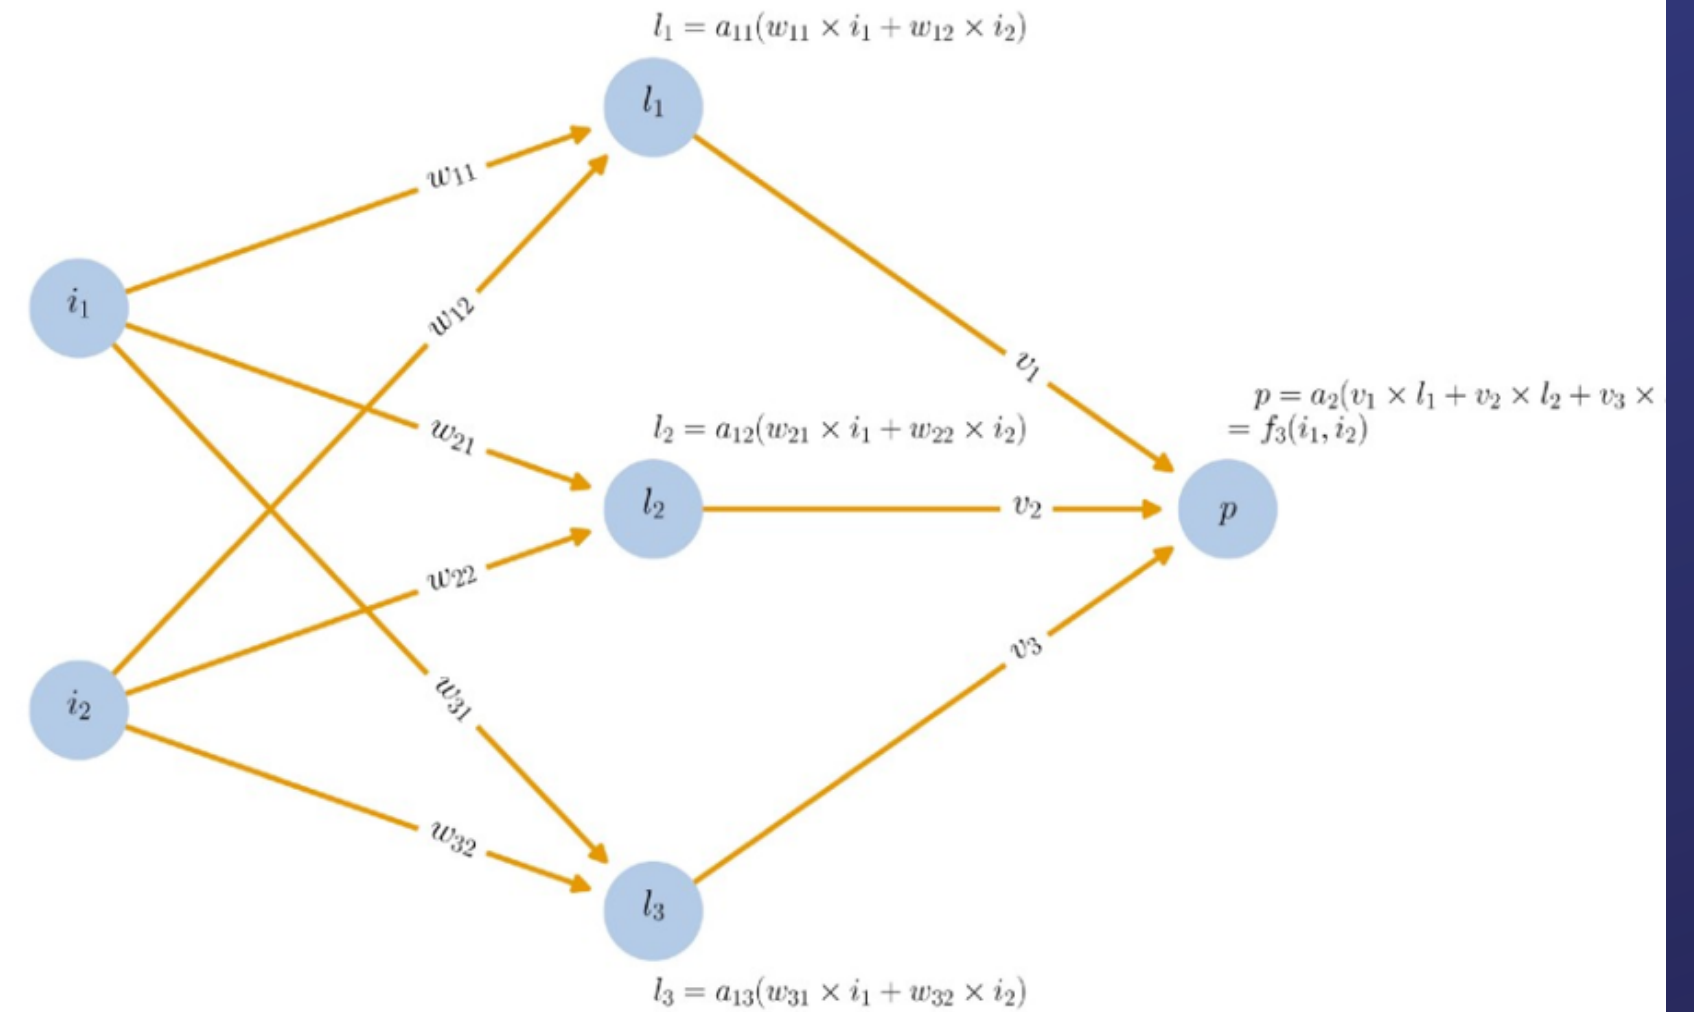 l₁ = a₁₁(w₁₁ × i₁ + w₁₂ × i₂)
l₁
w₁₁
w₁₂
i₁
v₁
w₂₁
l₂ = a₁₂(w₂₁ × i₁ + w₂₂ × i₂)
p = a₂(v₁ × l₁ + v₂ × l₂ + v₃ ×
= f₃(i₁, i₂)
l₂
v₂
p
w₂₂
v₃
i₂
w₃₁
w₃₂
l₃
l₃ = a₁₃(w₃₁ × i₁ + w₃₂ × i₂)